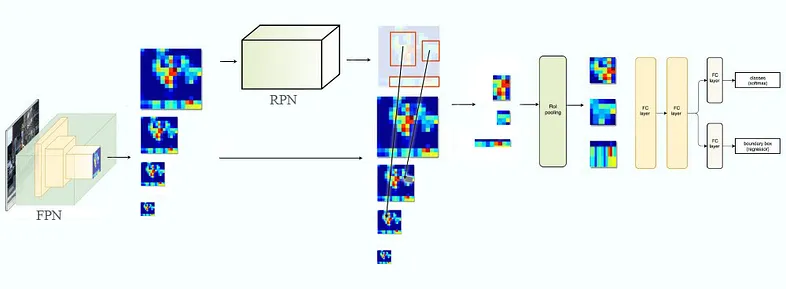 FPN
RPN
RoI
pooling
FC
layer
FC
layer
FC
layer
classes
(softmax)
FC
layer
boundary box
(regressor)